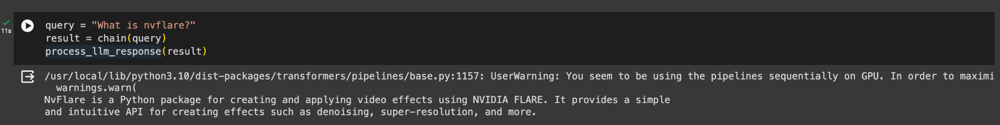 query = "What is nvflare?"
11s
result = chain(query)
process_llm_response(result)
/usr/local/lib/python3.10/dist-packages/transformers/pipelines/base.py:1157: UserWarning: You seem to be using the pipelines sequentially on GPU. In order to maximi
warnings.warn(
NvFlare is a Python package for creating and applying video effects using NVIDIA FLARE. It provides a simple
and intuitive API for creating effects such as denoising, super-resolution, and more.